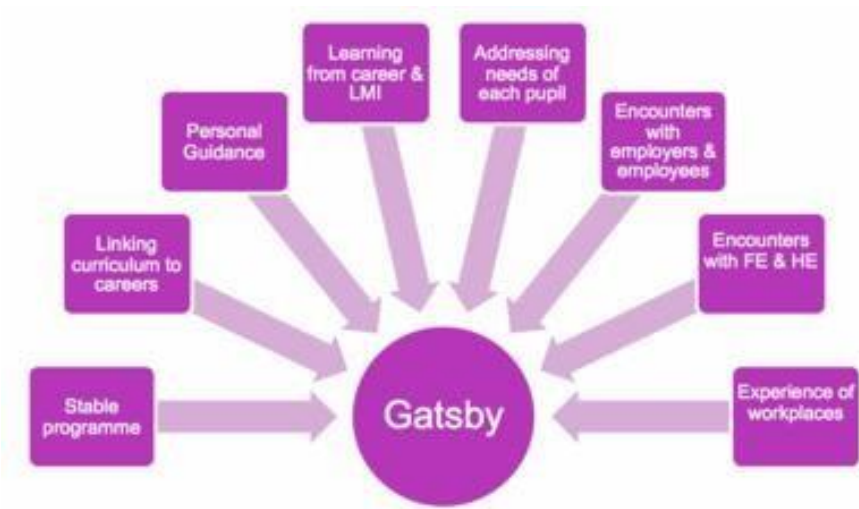 Stable
programme
Linking
curriculum to
careers
Personal
Guidance
Learning
from career &
LMI
Addressing
needs of
each pupil
Encounters
with
employers &
employees
Encounters
with FE & HE
Experience of
workplaces
Gatsby